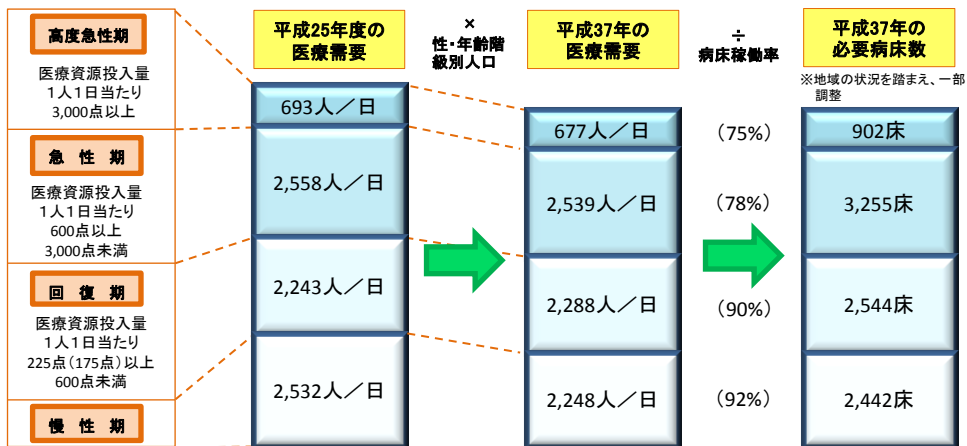 高度急性期
医療資源投入量
1人1日当たり
3,000点以上
急 性 期
医療資源投入量
1人1日当たり
600点以上
3,000点未満
回 復 期
医療資源投入量
1人1日当たり
225点(175点)以上
600点未満
慢 性 期
平成25年度の
医療需要
693人/日
2,558人/日
2,243人/日
2,532人/日
×
性・年齢階
級別人口
平成37年の
医療需要
677人/日
2,539人/日
2,288人/日
2,248人/日
÷
病床稼働率
(75%)
(78%)
(90%)
(92%)
平成37年の
必要病床数
※地域の状況を踏まえ、一部
調整
902床
3,255床
2,544床
2,442床